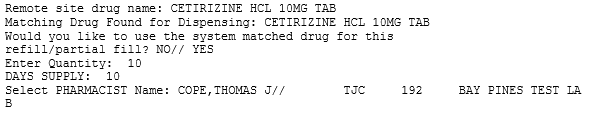 Remote site drug name: CETIRIZINE HCL 10MG TAB
Matching Drug Found for Dispensing: CETIRIZINE HCL 10MG TAB
Would you like to use the system matched drug for this
refill/partial fill? NO// YES
Enter Quantity:  10
DAYS SUPPLY:  10
Select PHARMACIST Name: COPE,THOMAS J//        TJC     192     BAY PINES TEST LA
B